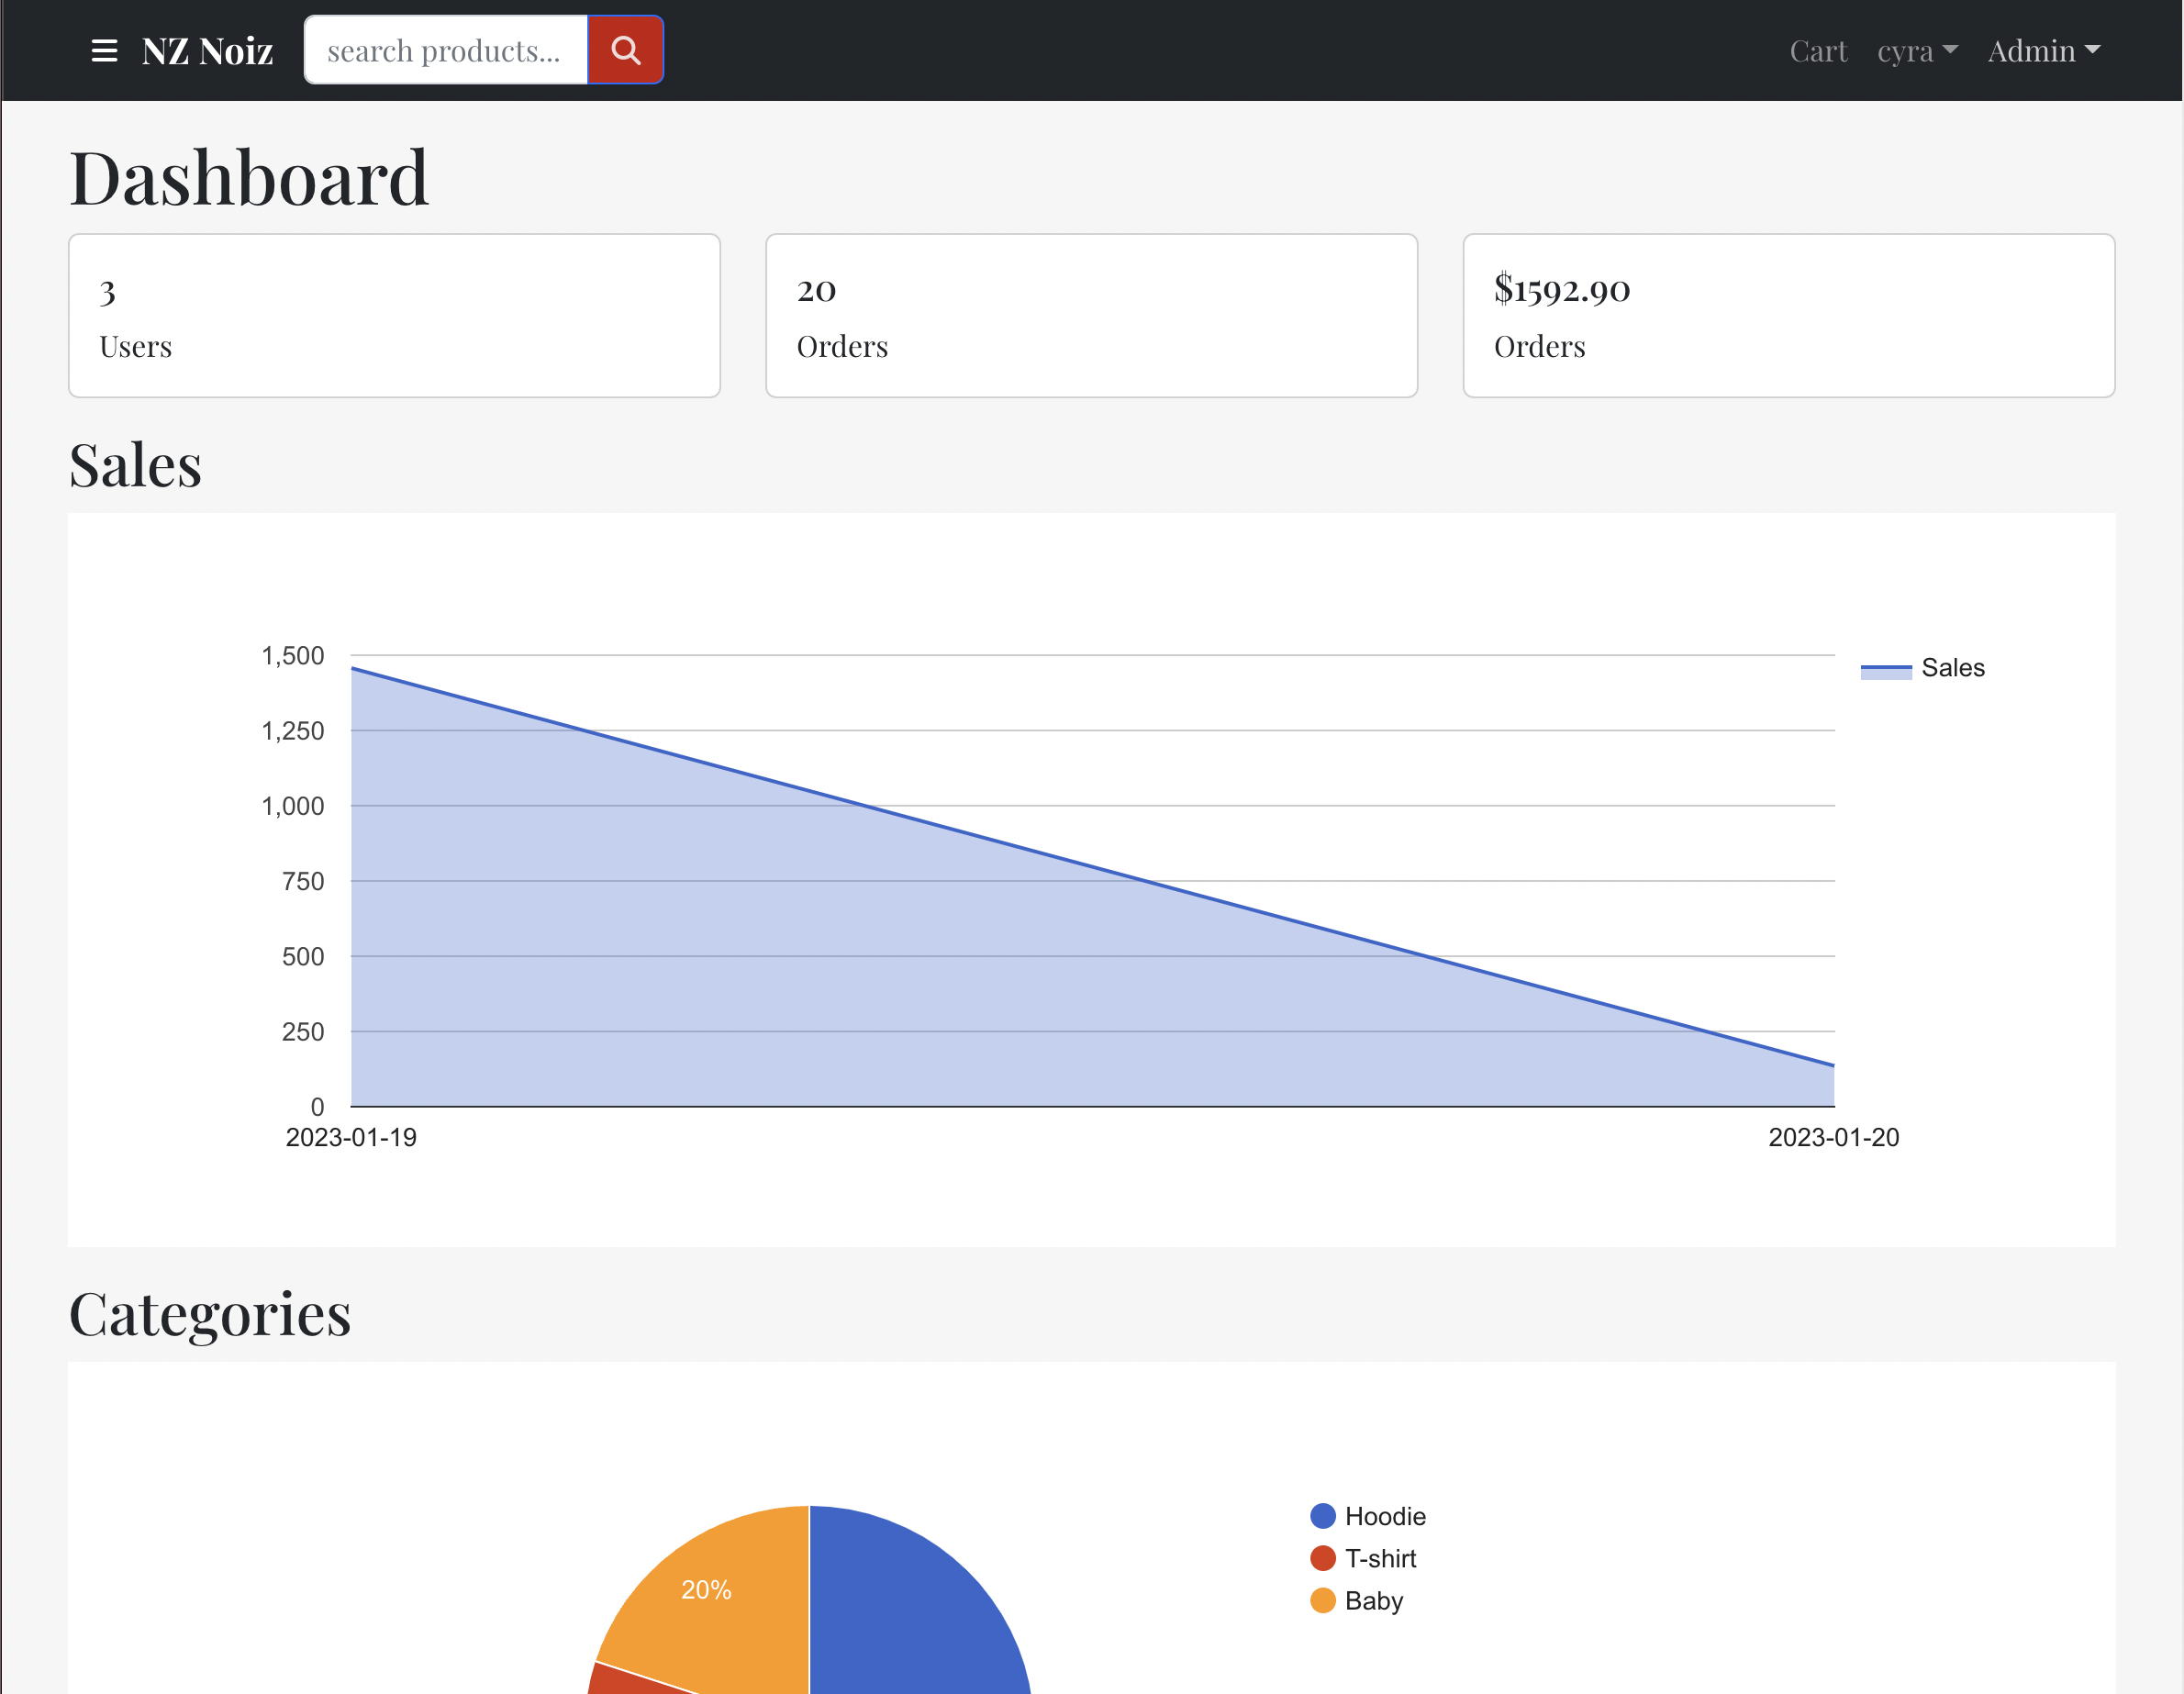 NZ Noiz
search products...
Cart
cyra
Admin
Dashboard
3
Users
20
Orders
$1592.90
Orders
Sales
1,500
1,250
1,000
750
500
250
0
2023-01-19
2023-01-20
Sales
Categories
20%
Hoodie
T-shirt
Baby